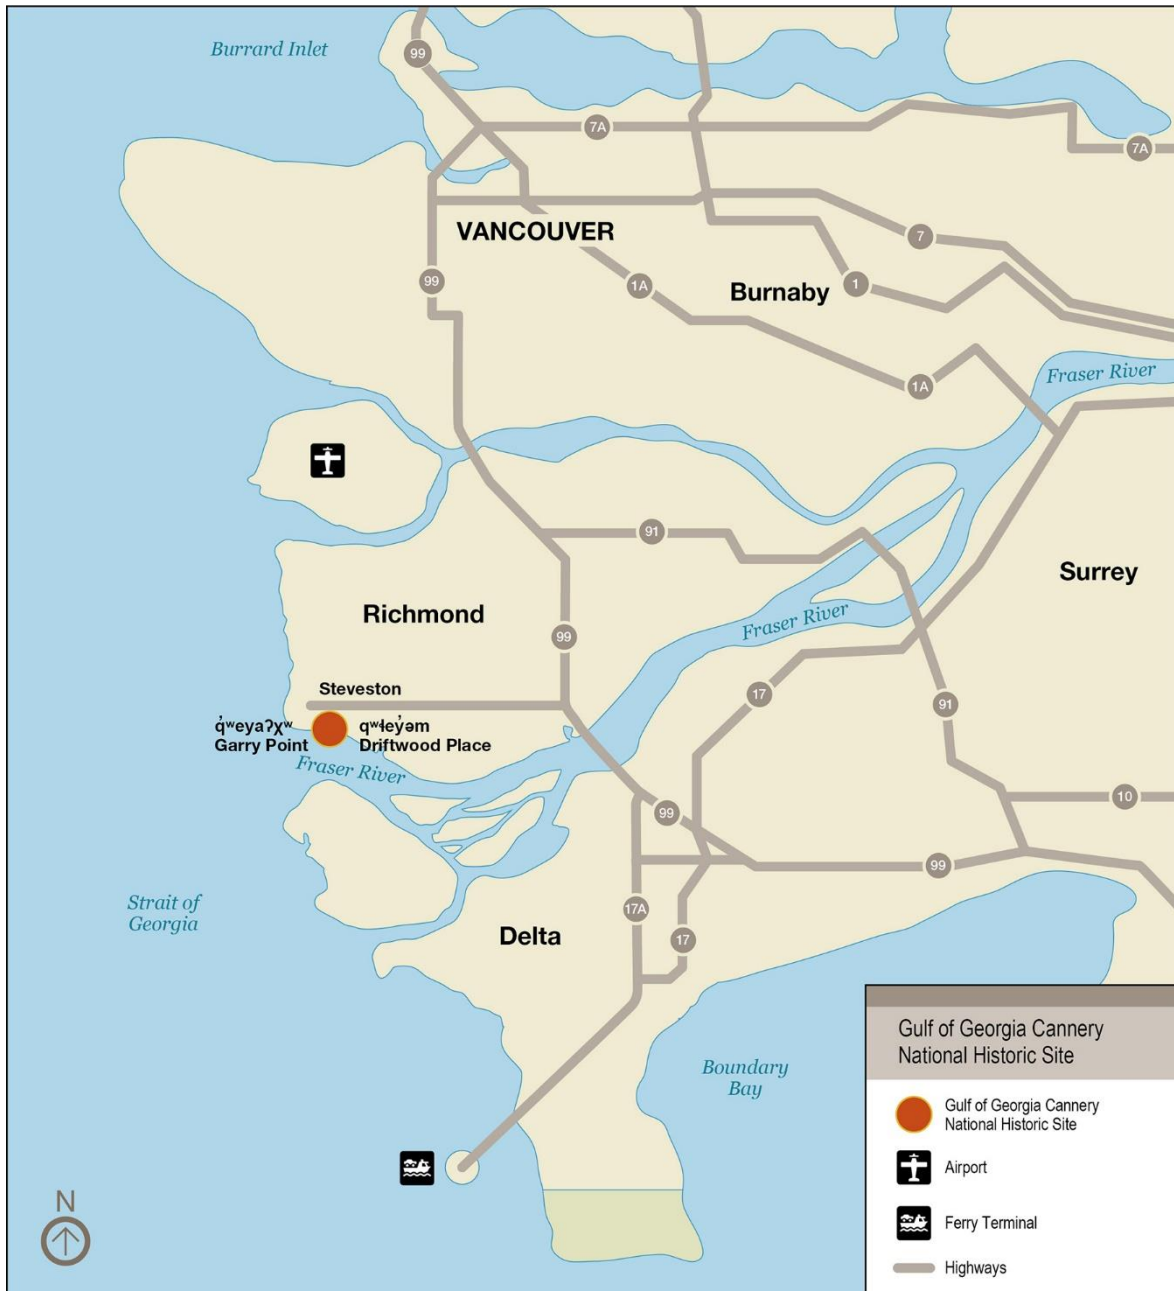 Burrard Inlet
99
7A
7A
VANCOUVER
7
99
1A
Burnaby
1
1A
Fraser River
91
Surrey
Richmond
Fraser River
99
Steveston
17
91
q̓ʷeyaʔχʷ
Garry Point
qʷɬey̓əm
Driftwood Place
Fraser River
10
99
99
Strait of
Georgia
17A
Delta
17
Boundary
Bay
N
Gulf of Georgia Cannery
National Historic Site
Gulf of Georgia Cannery
National Historic Site
Airport
Ferry Terminal
Highways